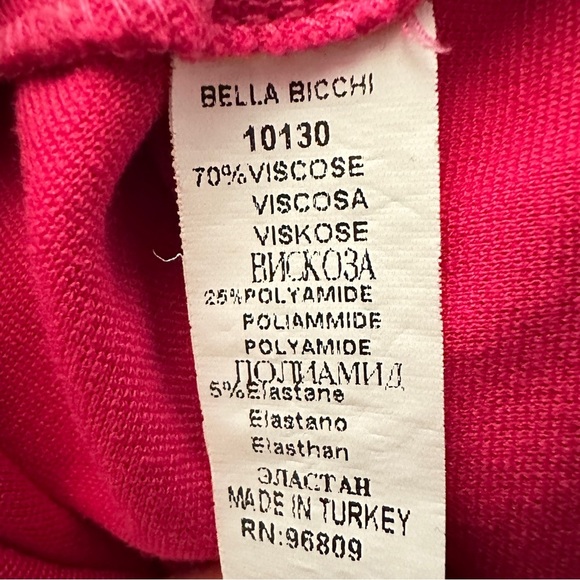 BELLA BICCHI
10130
70%VISCOSE
VISCOSA
VISKOSE
ВИСКОЗА
25%POLYAMIDE
POLIAMMIDE
POLYAMIDE
ПОЛИАМИД
5%Elastane
Elastano
Elasthan
ЭЛАСТАН
MADE IN TURKEY
RN:96809